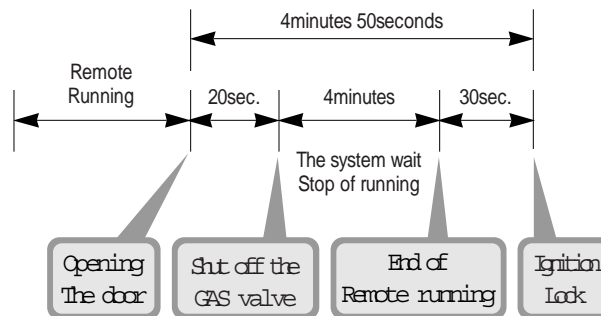 4minutes 50seconds
Remote
Running
20sec.
4minutes
30sec.
The system wait
Stop of running
Opening
The door
Shut off the
GAS valve
End of
Remote running
Ignition
Lock